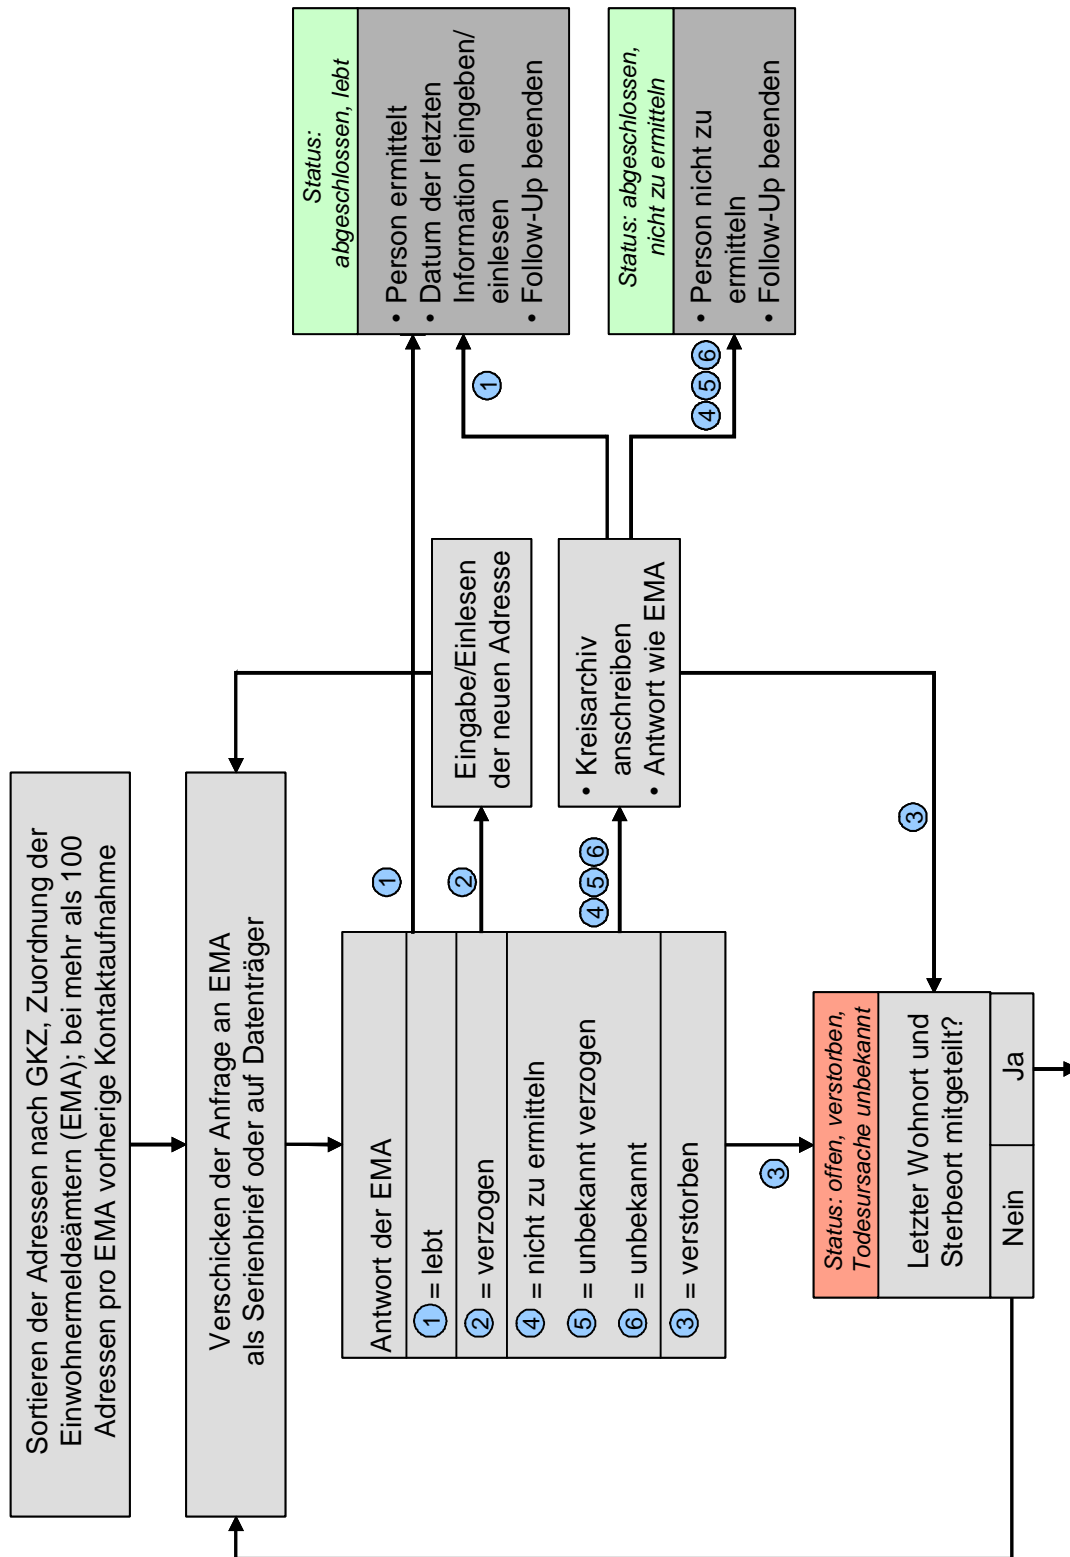 Sortieren der Adressen nach GKZ, Zuordnung der
Einwohnermeldeämtern (EMA); bei mehr als 100
Adressen pro EMA vorherige Kontaktaufnahme
Verschicken der Anfrage an EMA
als Serienbrief oder auf Datenträger
Antwort der EMA
1 = lebt
2 = verzogen
4 = nicht zu ermitteln
5 = unbekannt verzogen
6 = unbekannt
3 = verstorben
1
2
4 5 6
3
Eingabe/Einlesen
der neuen Adresse
• Kreisarchiv
anschreiben
• Antwort wie EMA
1
4 5 6
3
Status:
abgeschlossen, lebt
• Person ermittelt
• Datum der letzten
Information eingeben/
einlesen
• Follow-Up beenden
Status: abgeschlossen,
nicht zu ermitteln
• Person nicht zu
ermitteln
• Follow-Up beenden
Status: offen, verstorben,
Todesursache unbekannt
Letzter Wohnort und
Sterbeort mitgeteilt?
Nein
Ja